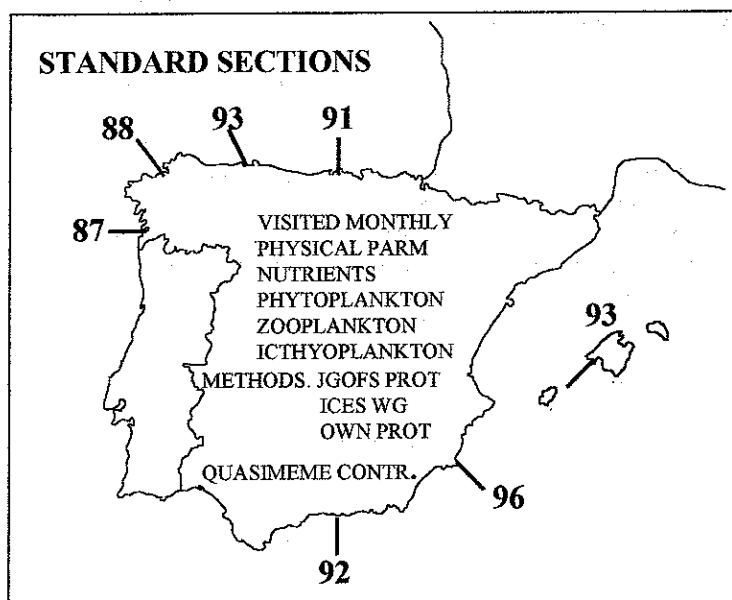 STANDARD SECTIONS
88
93
91
87
VISITED MONTHLY
PHYSICAL PARM
NUTRIENTS
PHYTOPLANKTON
ZOOPLANKTON
ICTHYOPLANKTON
METHODS. JGOFS PROT
ICES WG
OWN PROT
QUASIMEME CONTR.
93
96
92